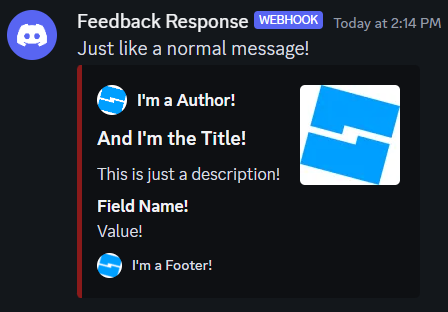 Feedback Response WEBHOOK Today at 2:14 PM
Just like a normal message!
I'm a Author!
And I'm the Title!
This is just a description!
Field Name!
Value!
I'm a Footer!